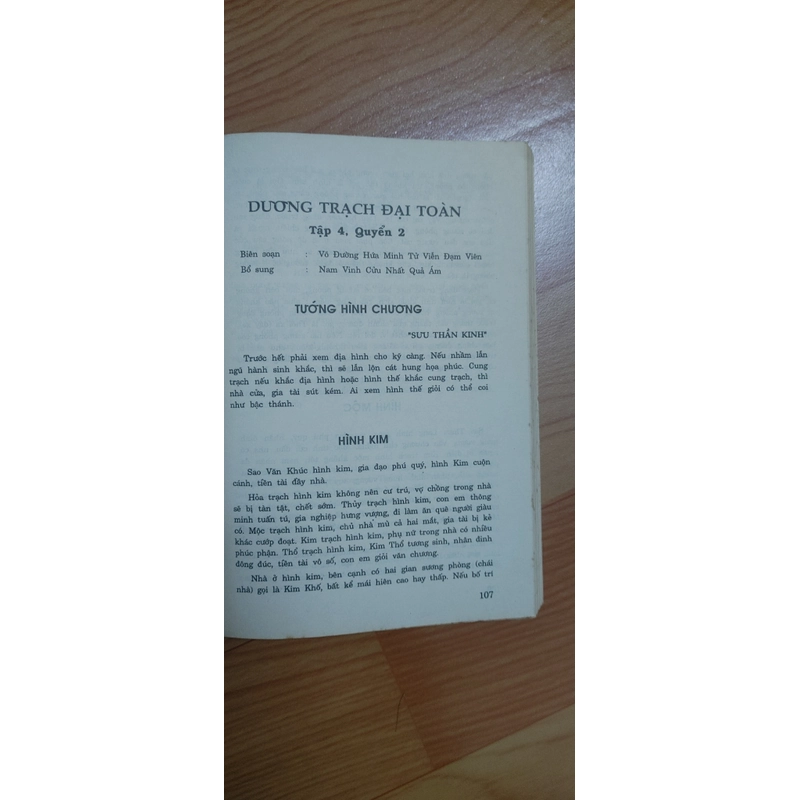 DƯƠNG TRẠCH ĐẠI TOÀN
Tập 4, Quyển 2
Biên soạn : Vô Đường Hứa Minh Tử Viễn Đạm Viên
Bổ sung : Nam Vinh Cửu Nhất Quả Ám
TƯỚNG HÌNH CHƯƠNG
"SƯU THẦN KINH"
Trước hết phải xem địa hình cho kỹ càng. Nếu nhầm lẫn
ngũ hành sinh khắc, thì sẽ lẫn lộn cát hung họa phúc. Cung
trạch nếu khắc địa hình hoặc hình thế khắc cung trạch, thì
nhà cửa, gia tài sút kém. Ai xem hình thế giỏi có thể coi
như bậc thánh.
HÌNH KIM
Sao Văn Khúc hình kim, gia đạo phú quý, hình Kim cuộn
cánh, tiền tài đầy nhà.
Hỏa trạch hình kim không nên cư trú, vợ chồng trong nhà
sẽ bị tàn tật, chết sớm. Thủy trạch hình kim, con em thông
minh tuấn tú, gia nghiệp hưng vượng, đi làm ăn quê người giàu
có. Mộc trạch hình kim, chủ nhà mù cả hai mắt, gia tài bị kẻ
khác cướp đoạt. Kim trạch hình kim, phụ nữ trong nhà có nhiều
phúc phận. Thổ trạch hình kim, Kim Thổ tương sinh, nhân đinh
đông đúc, tiền tài vô số, con em giỏi văn chương.
Nhà ở hình kim, bên cạnh có hai gian sương phòng (chái
nhà) gọi là Kim Khố, bất kể mái hiên cao hay thấp. Nếu bố trí
107